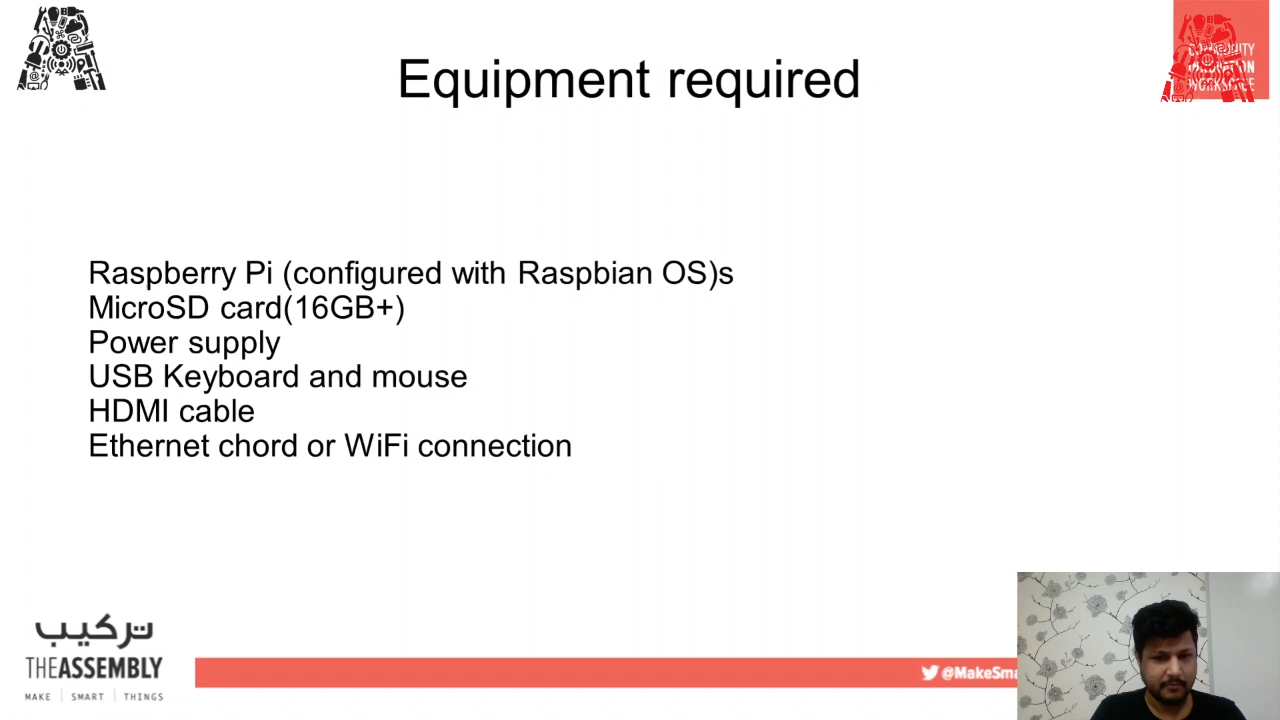 Equipment required
Raspberry Pi (configured with Raspbian OS)s
MicroSD card(16GB+)
Power supply
USB Keyboard and mouse
HDMI cable
Ethernet chord or WiFi connection
تركيب
THEASSEMBLY
MAKE | SMART | THINGS